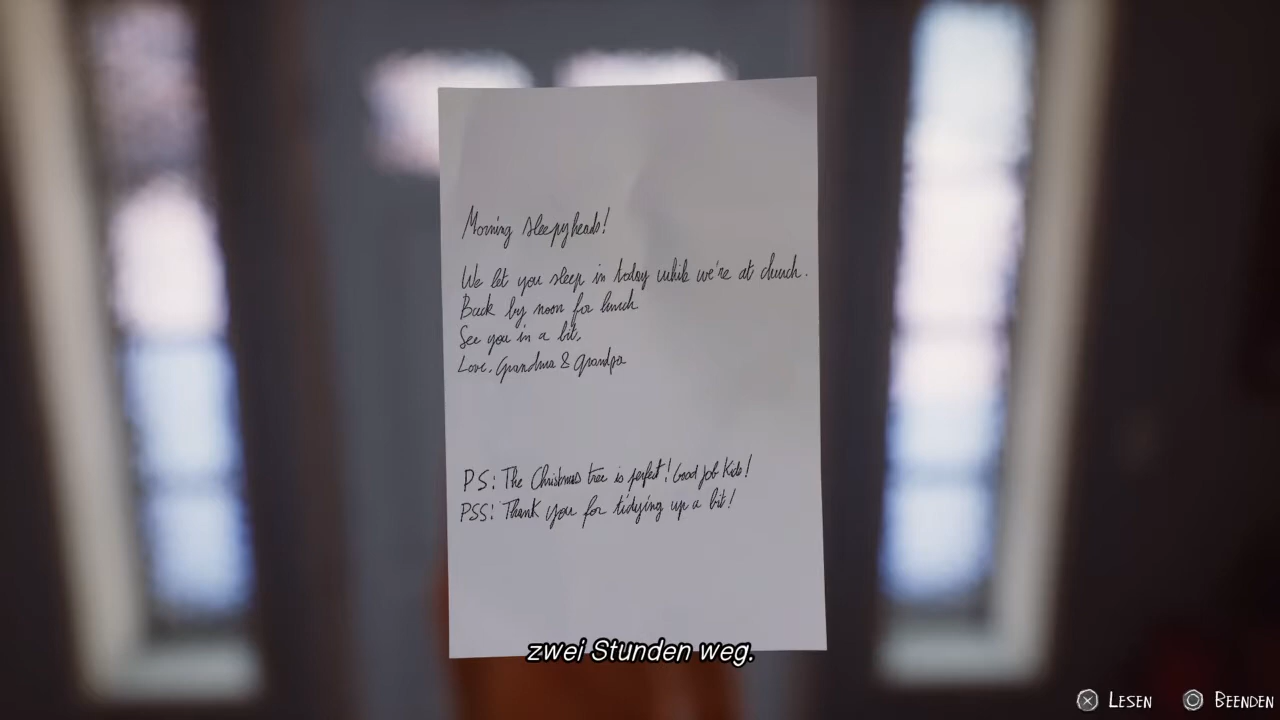 Morning sleepyheads!
We let you sleep in today while we're at church.
Back by noon for lunch
See you in a bit,
Love, Grandma & Grandpa
PS: The Christmas tree is perfect! Good job kids!
PSS: Thank you for tidying up a bit!
zwei Stunden weg.
LESEN BEENDEN